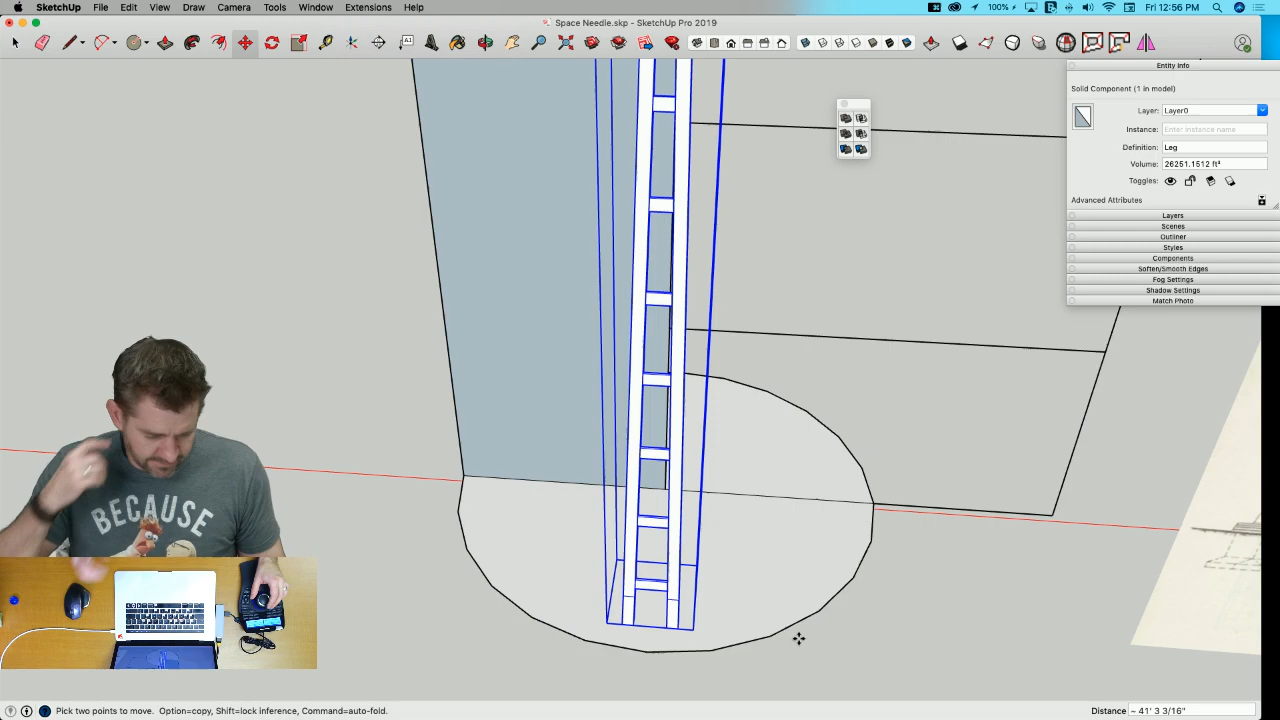 SketchUp File Edit View Draw Camera Tools Window Extensions Help 100% Fri 12:56 PM
Space Needle.skp - SketchUp Pro 2019
Entity Info
Solid Component (1 in model)
Layer: Layer0
Instance: Enter instance name
Definition: Leg
Volume: 26251.1512 ft³
Toggles:
Advanced Attributes
Layers
Scenes
Outliner
Styles
Components
Soften/Smooth Edges
Fog Settings
Shadow Settings
Match Photo
BECAUSE
Pick two points to move. Option=copy, Shift=lock inference, Command=auto-fold.
Distance ~ 41' 3 3/16"